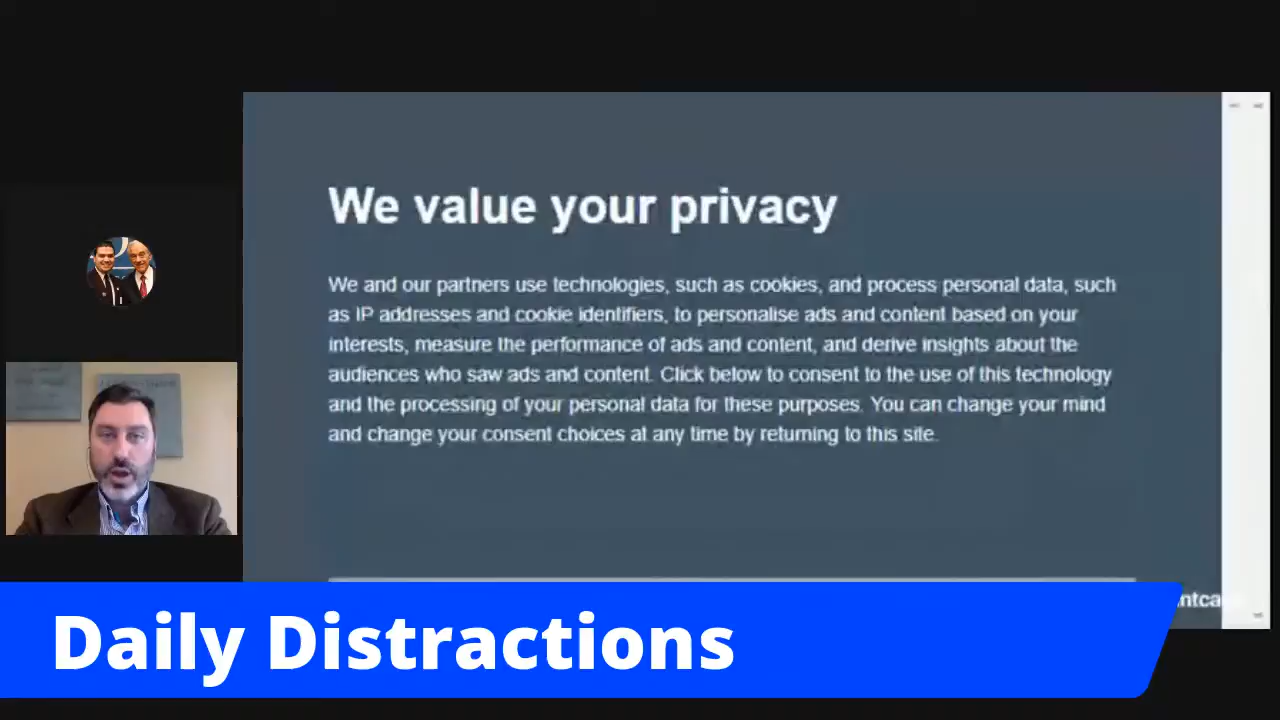 We value your privacy
We and our partners use technologies, such as cookies, and process personal data, such
as IP addresses and cookie identifiers, to personalise ads and content based on your
interests, measure the performance of ads and content, and derive insights about the
audiences who saw ads and content. Click below to consent to the use of this technology
and the processing of your personal data for these purposes. You can change your mind
and change your consent choices at any time by returning to this site.
Daily Distractions